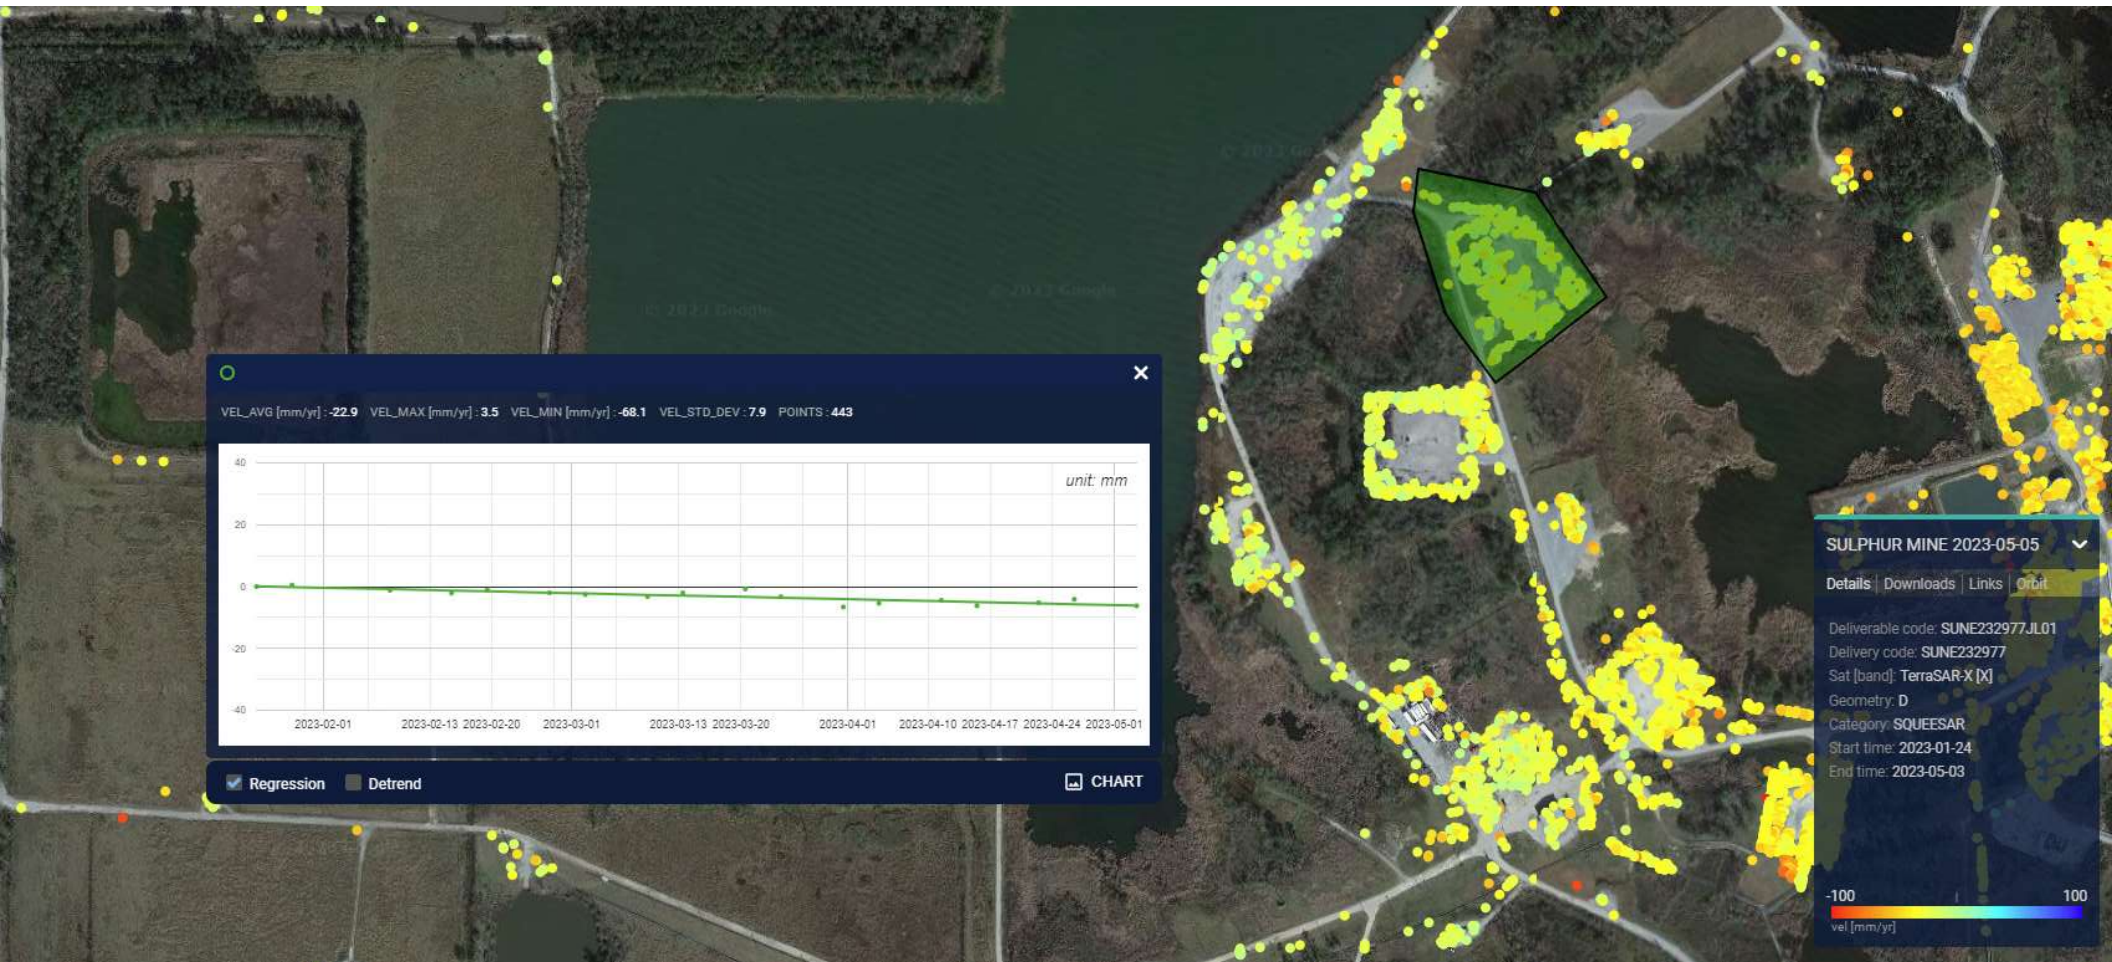 © 2023 Google
© 2023 Google
VEL_AVG [mm/yr] : -22.9 VEL_MAX [mm/yr] : 3.5 VEL_MIN [mm/yr] : -68.1 VEL_STD_DEV : 7.9 POINTS : 443
unit: mm
40
20
0
-20
-40
2023-02-01 2023-02-13 2023-02-20 2023-03-01 2023-03-13 2023-03-20 2023-04-01 2023-04-10 2023-04-17 2023-04-24 2023-05-01
Regression Detrend CHART
SULPHUR MINE 2023-05-05
Details | Downloads | Links | Orbit
Deliverable code: SUNE232977JL01
Delivery code: SUNE232977
Sat [band]: TerraSAR-X [X]
Geometry: D
Category: SQUEESAR
Start time: 2023-01-24
End time: 2023-05-03
-100 100
vel [mm/yr]